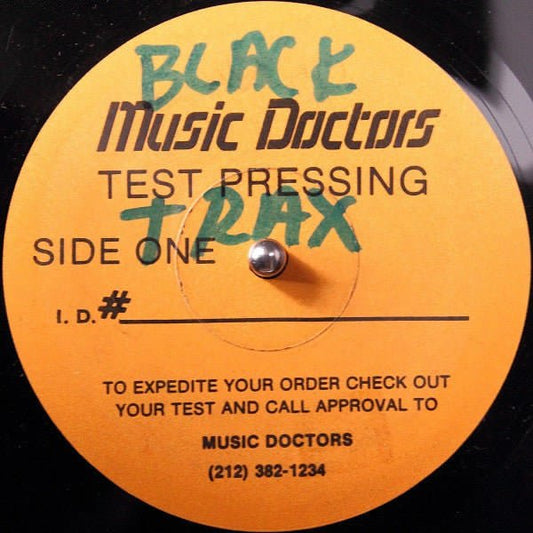 BLACK
Music Doctors
TEST PRESSING
TRAX
SIDE ONE
I. D.#
TO EXPEDITE YOUR ORDER CHECK OUT
YOUR TEST AND CALL APPROVAL TO
MUSIC DOCTORS
(212) 382-1234